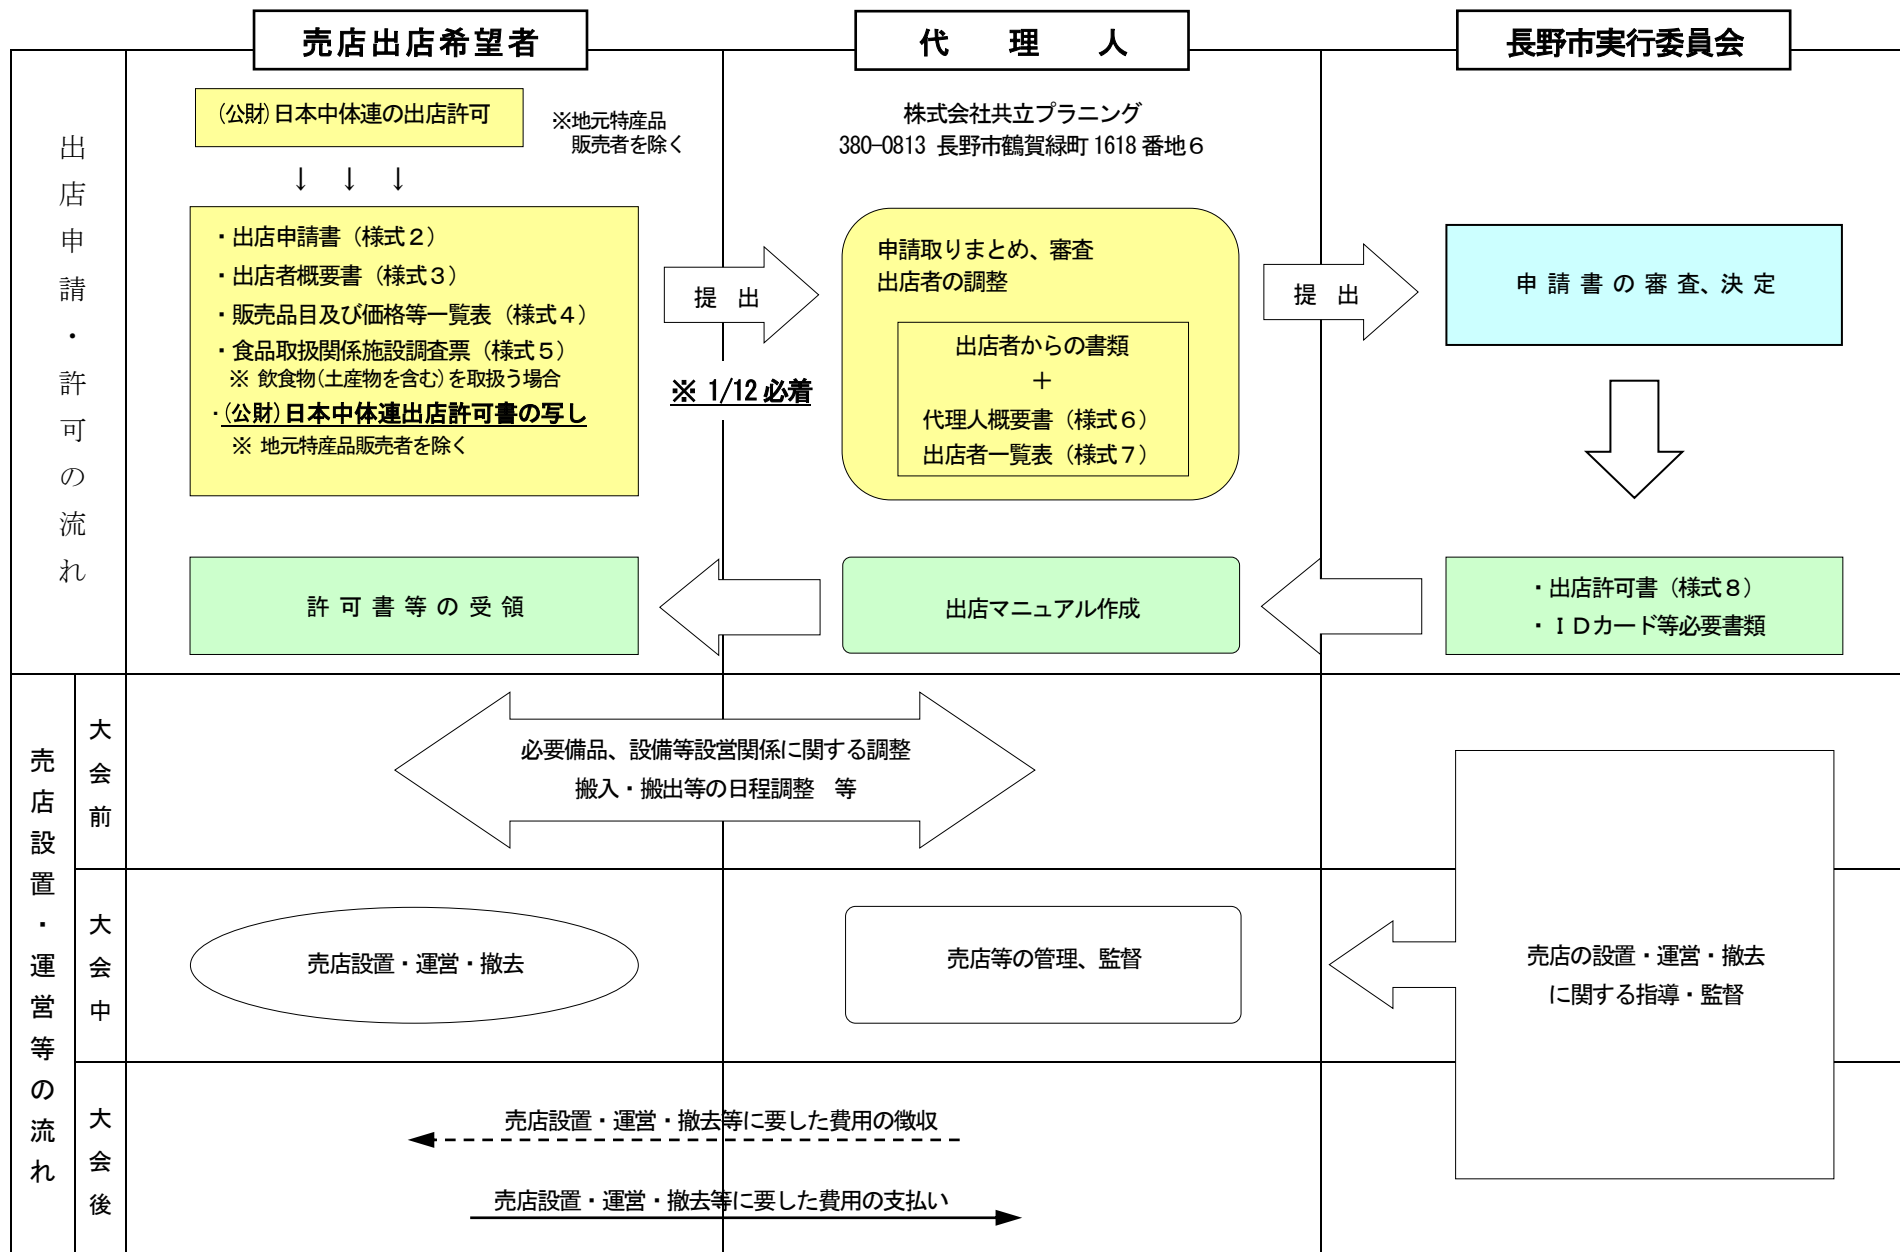 売店出店希望者
代　理　人
長野市実行委員会
出店申請・許可の流れ
(公財)日本中体連の出店許可
※地元特産品
販売者を除く
↓ ↓ ↓
・出店申請書（様式２）
・出店者概要書（様式３）
・販売品目及び価格等一覧表（様式４）
・食品取扱関係施設調査票（様式５）
※ 飲食物(土産物を含む)を取扱う場合
・(公財)日本中体連出店許可書の写し
※ 地元特産品販売者を除く
提 出
※ 1/12 必着
株式会社共立プラニング
380-0813 長野市鶴賀緑町 1618 番地６
申請取りまとめ、審査
出店者の調整
出店者からの書類
＋
代理人概要書（様式６）
出店者一覧表（様式７）
提 出
申 請 書 の 審 査、決 定
許 可 書 等 の 受 領
出店マニュアル作成
・出店許可書（様式８）
・ＩＤカード等必要書類
売店設置・運営等の流れ
大会前
必要備品、設備等設営関係に関する調整
搬入・搬出等の日程調整　等
大会中
売店設置・運営・撤去
売店等の管理、監督
売店の設置・運営・撤去
に関する指導・監督
大会後
売店設置・運営・撤去等に要した費用の徴収
売店設置・運営・撤去等に要した費用の支払い